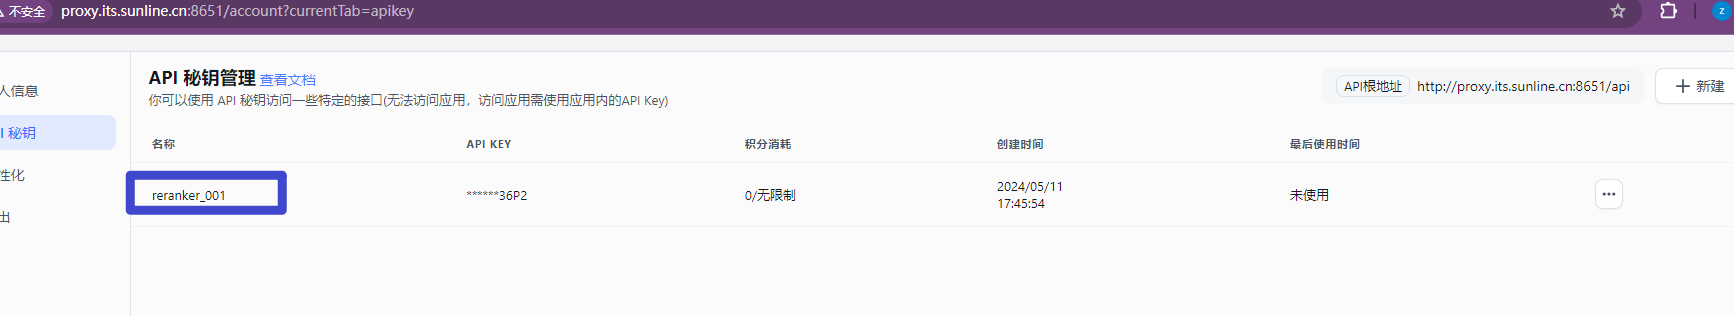 不安全 proxy.its.sunline.cn:8651/account?currentTab=apikey
z
API 秘钥管理 查看文档
你可以使用 API 秘钥访问一些特定的接口(无法访问应用，访问应用需使用应用内的API Key)
API根地址 http://proxy.its.sunline.cn:8651/api
新建
人信息
I 秘钥
性化
出
名称 API KEY 积分消耗 创建时间 最后使用时间
reranker_001 ******36P2 0/无限制 2024/05/11
17:45:54 未使用